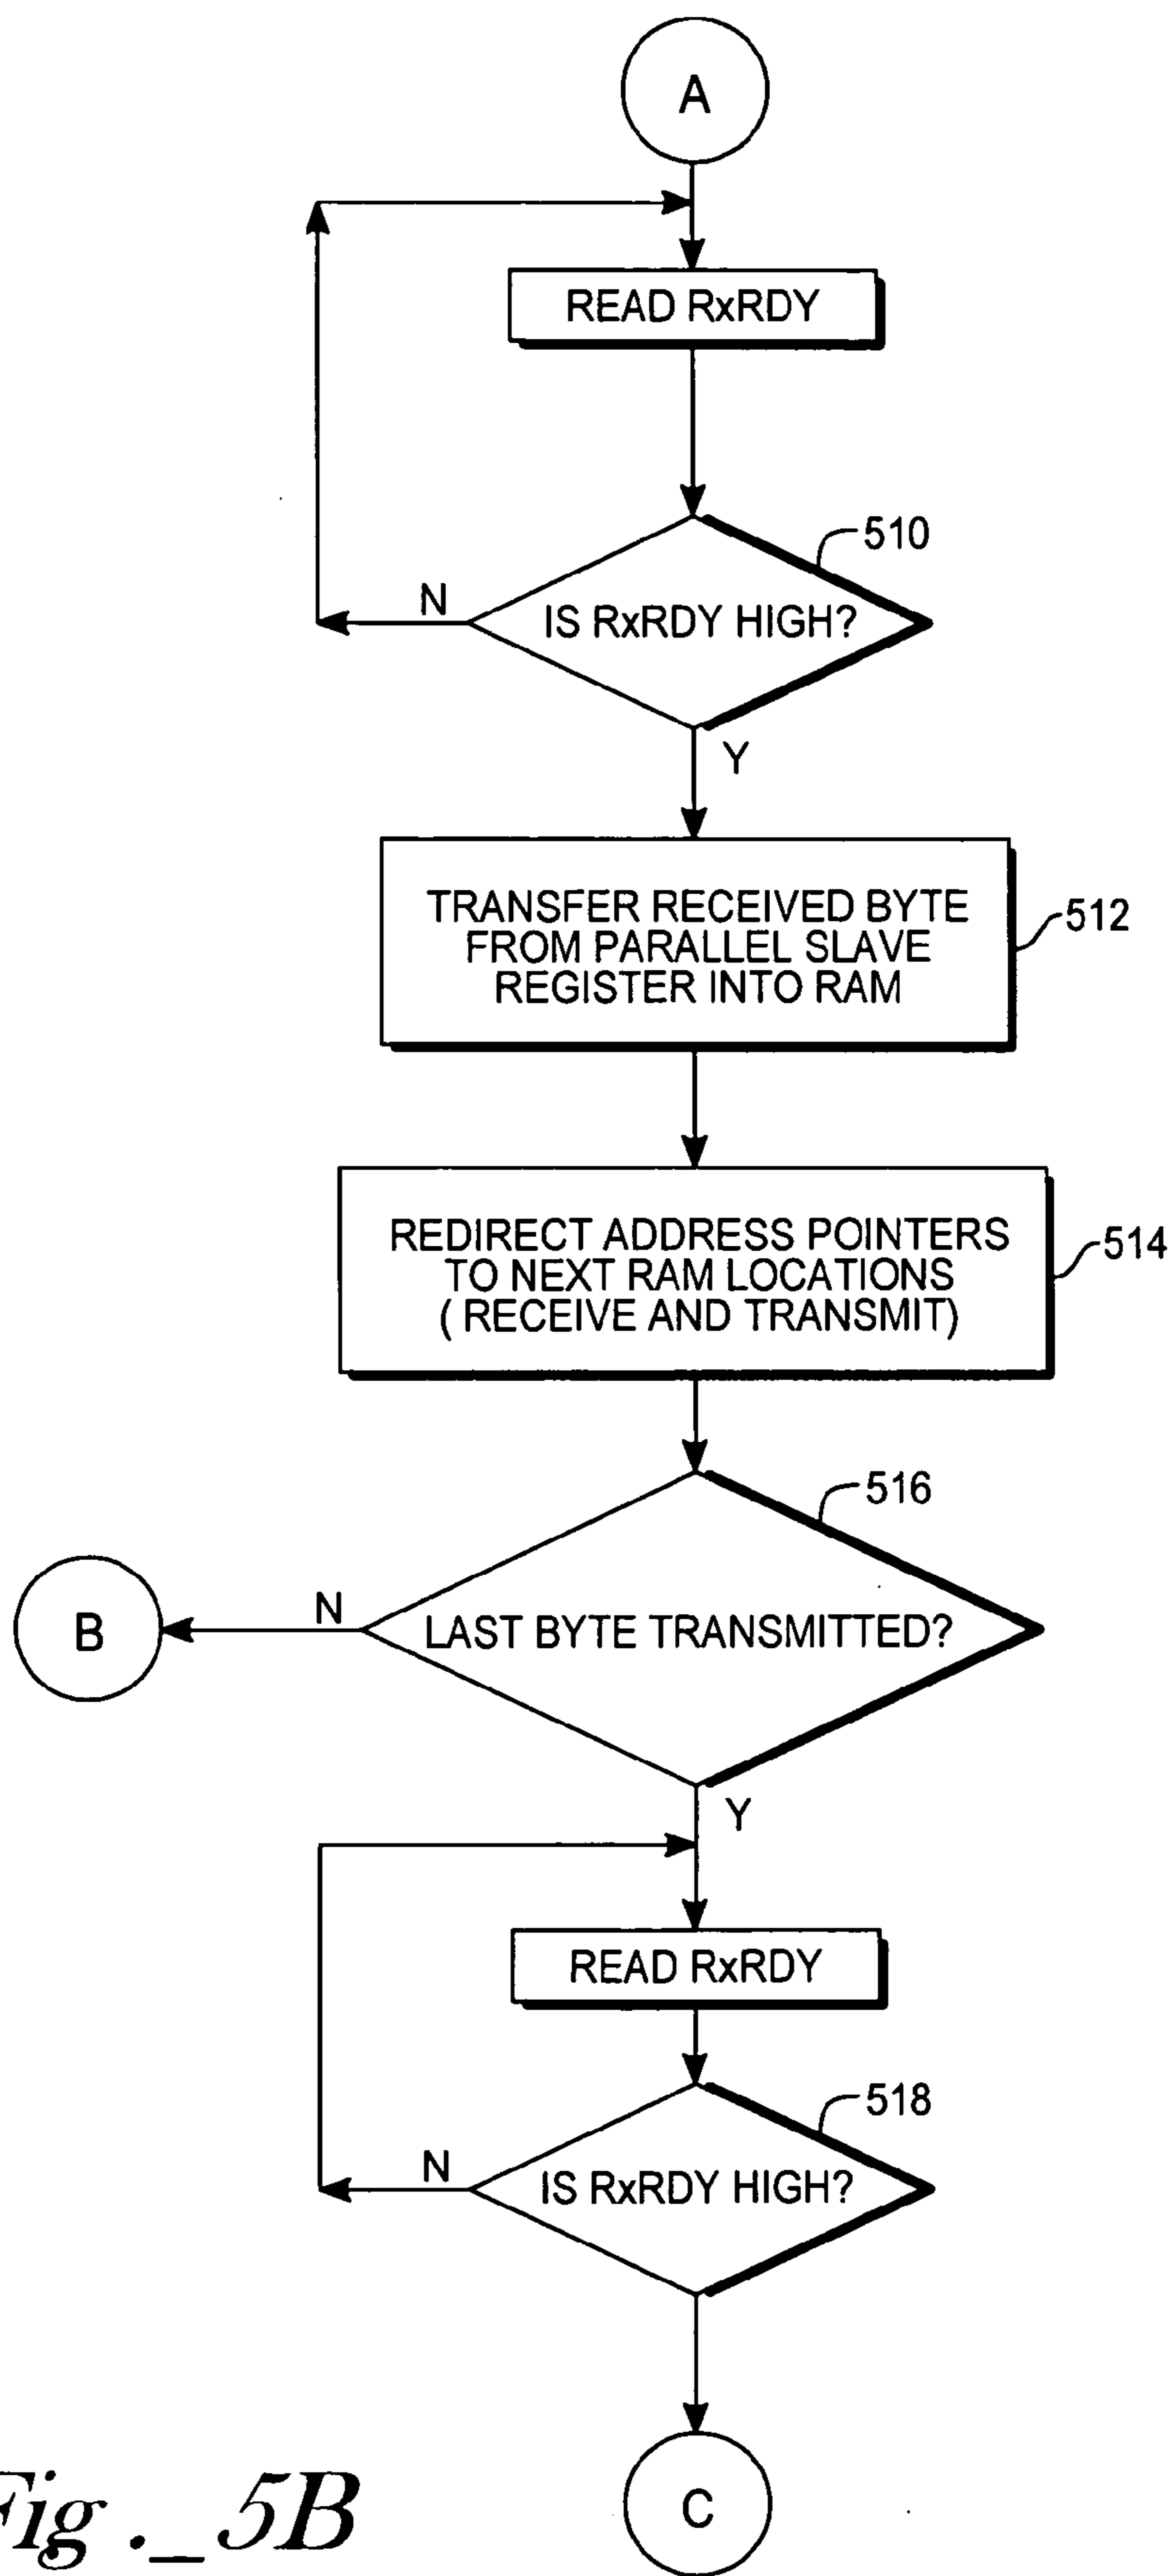 A
READ RxRDY
510
IS RxRDY HIGH?
N
Y
TRANSFER RECEIVED BYTE
FROM PARALLEL SLAVE
REGISTER INTO RAM
512
REDIRECT ADDRESS POINTERS
TO NEXT RAM LOCATIONS
( RECEIVE AND TRANSMIT)
514
516
LAST BYTE TRANSMITTED?
N
B
Y
READ RxRDY
518
IS RxRDY HIGH?
N
C
Fig._5B